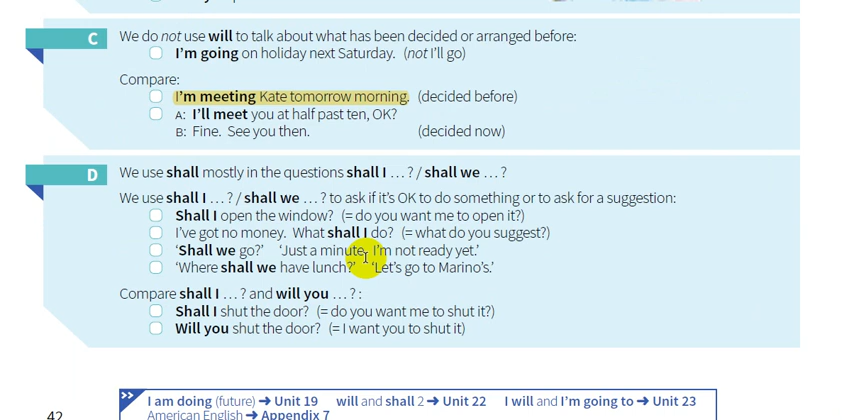 C We do not use will to talk about what has been decided or arranged before:
I'm going on holiday next Saturday. (not I'll go)
Compare:
I'm meeting Kate tomorrow morning. (decided before)
A: I'll meet you at half past ten, OK?
B: Fine. See you then. (decided now)
D We use shall mostly in the questions shall I … ? / shall we … ?
We use shall I … ? / shall we … ? to ask if it's OK to do something or to ask for a suggestion:
Shall I open the window? (= do you want me to open it?)
I've got no money. What shall I do? (= what do you suggest?)
'Shall we go?' 'Just a minute. I'm not ready yet.'
'Where shall we have lunch?' 'Let's go to Marino's.'
Compare shall I … ? and will you … ? :
Shall I shut the door? (= do you want me to shut it?)
Will you shut the door? (= I want you to shut it)
>> I am doing (future) ➜ Unit 19 will and shall 2 ➜ Unit 22 I will and I'm going to ➜ Unit 23
42 American English ➜ Appendix 7